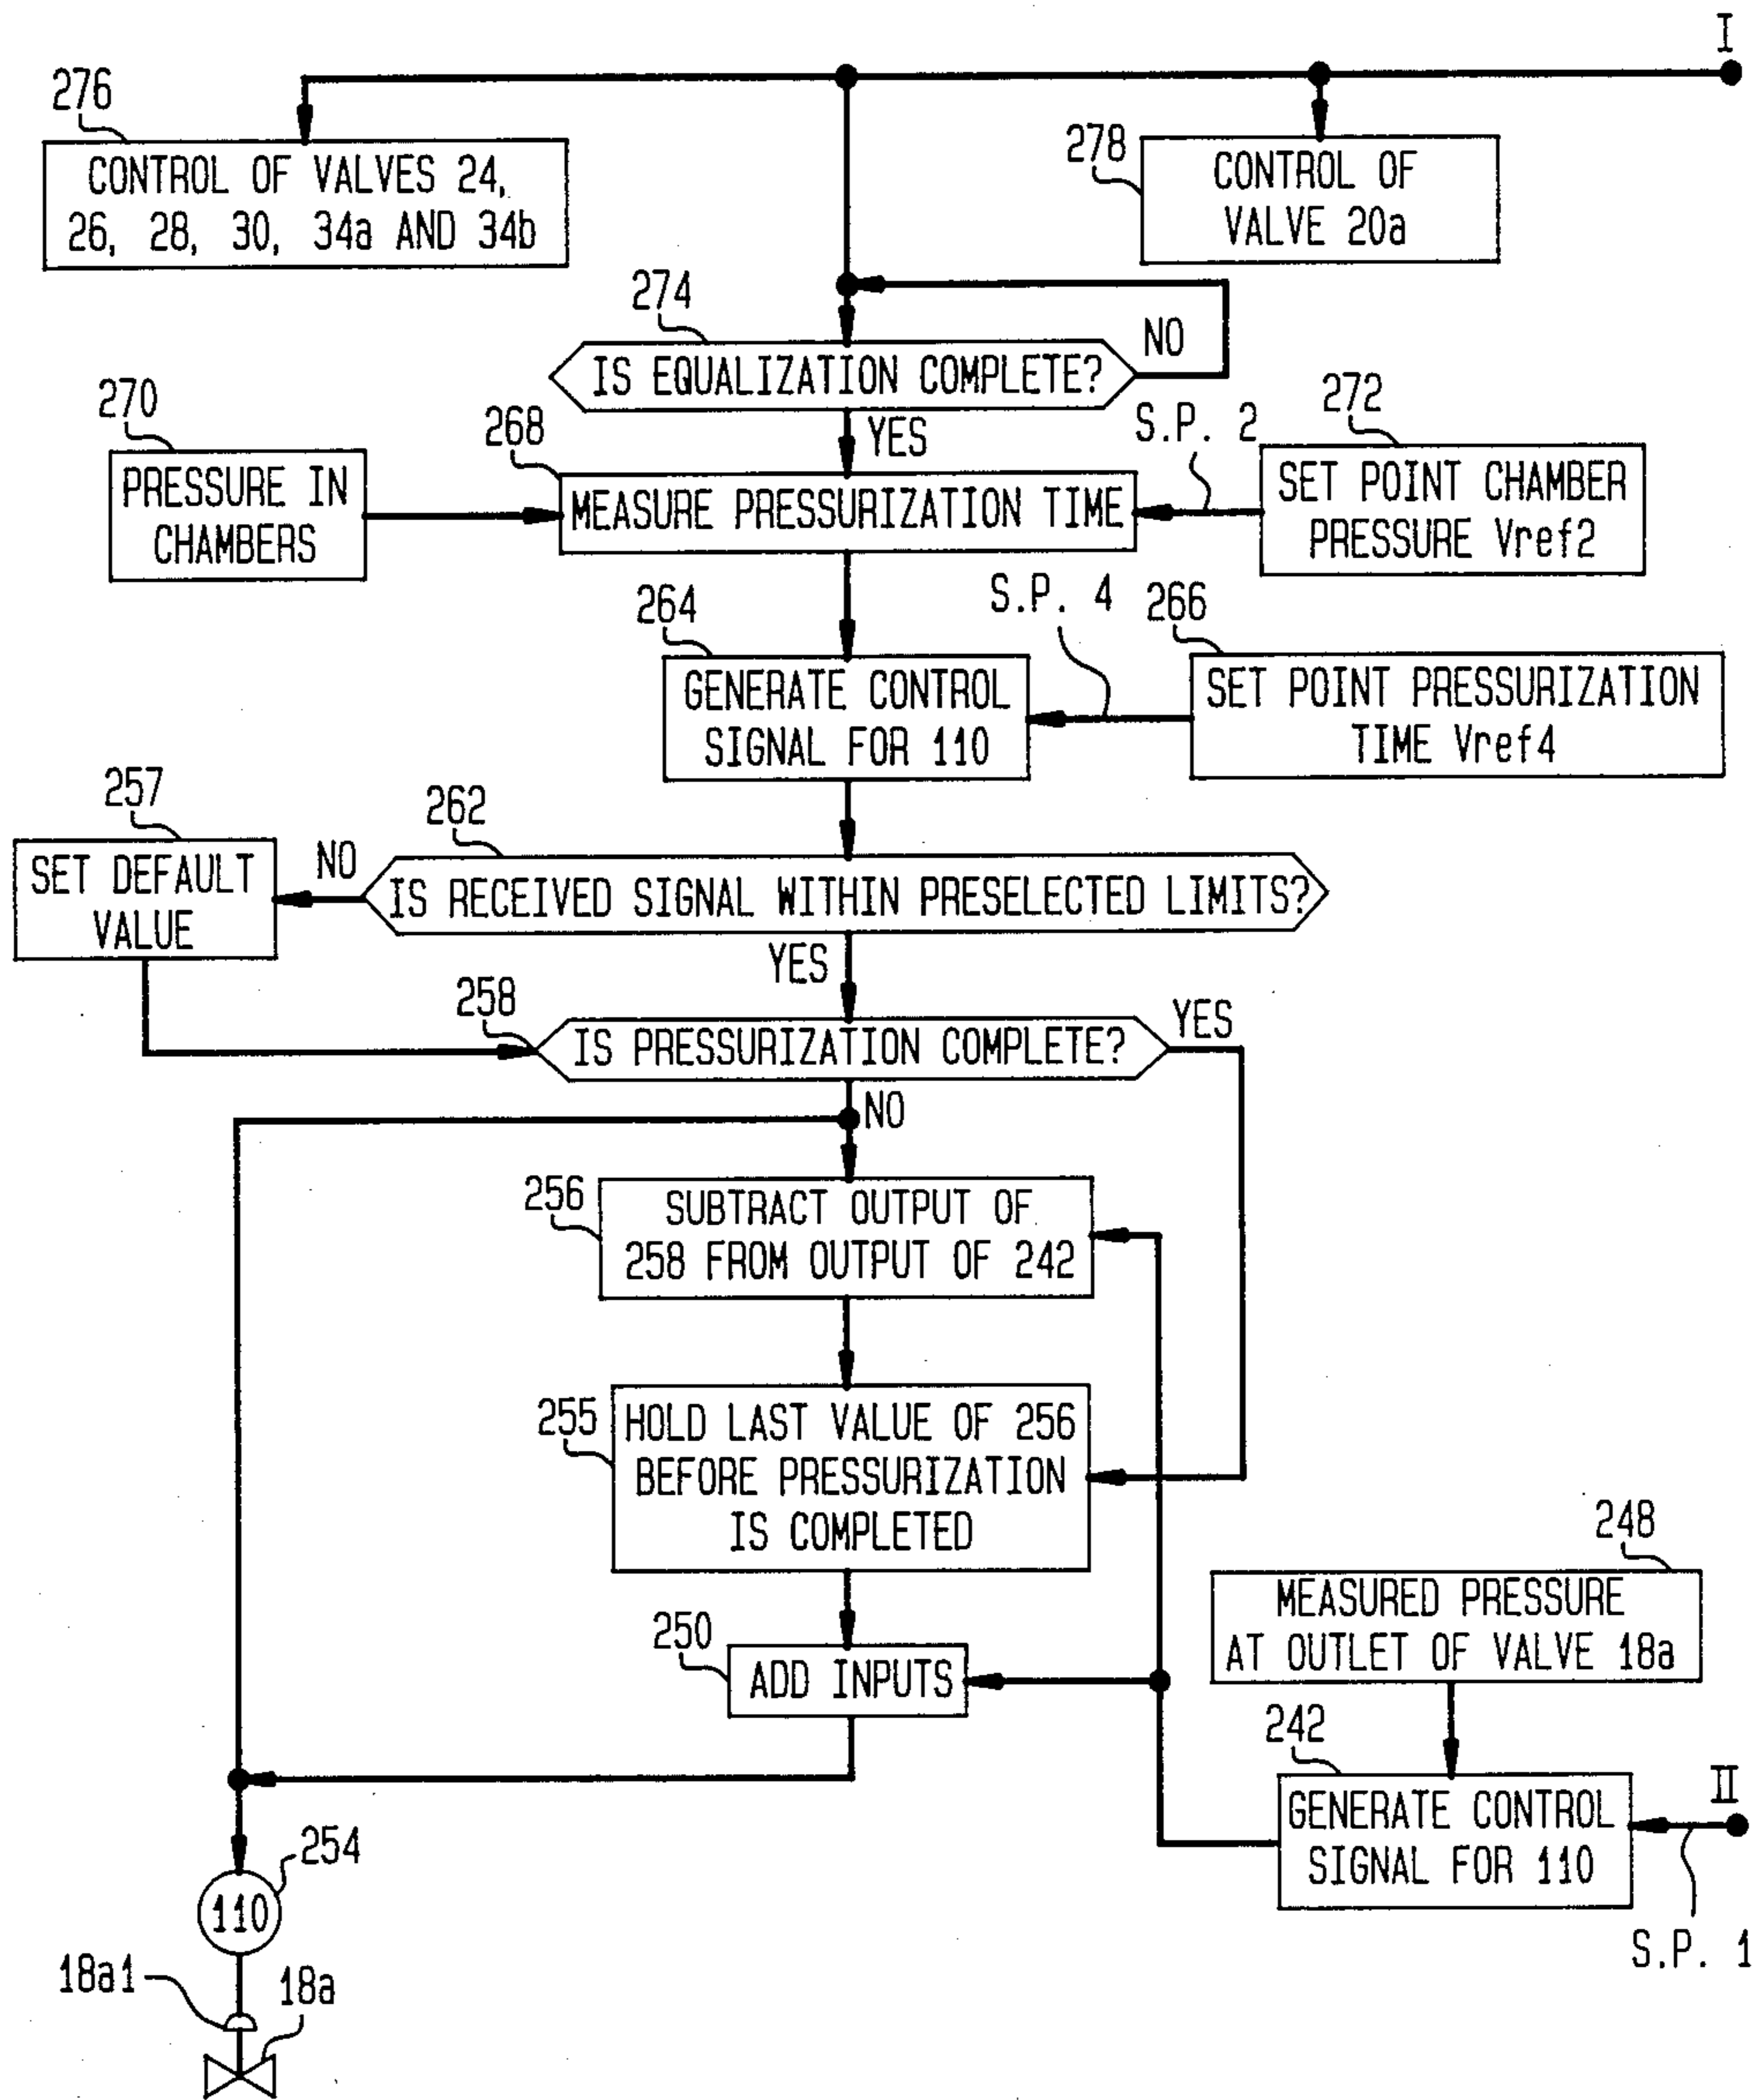 I
276
CONTROL OF VALVES 24,
26, 28, 30, 34a AND 34b
278
CONTROL OF
VALVE 20a
274
IS EQUALIZATION COMPLETE?
NO
YES
270
PRESSURE IN
CHAMBERS
268
MEASURE PRESSURIZATION TIME
S.P. 2
272
SET POINT CHAMBER
PRESSURE Vref2
264
GENERATE CONTROL
SIGNAL FOR 110
S.P. 4
266
SET POINT PRESSURIZATION
TIME Vref4
257
SET DEFAULT
VALUE
NO
262
IS RECEIVED SIGNAL WITHIN PRESELECTED LIMITS?
YES
258
IS PRESSURIZATION COMPLETE?
YES
NO
256
SUBTRACT OUTPUT OF
258 FROM OUTPUT OF 242
255
HOLD LAST VALUE OF 256
BEFORE PRESSURIZATION
IS COMPLETED
248
MEASURED PRESSURE
AT OUTLET OF VALVE 18a
250
ADD INPUTS
242
GENERATE CONTROL
SIGNAL FOR 110
II
S.P. 1
254
110
18a1
18a